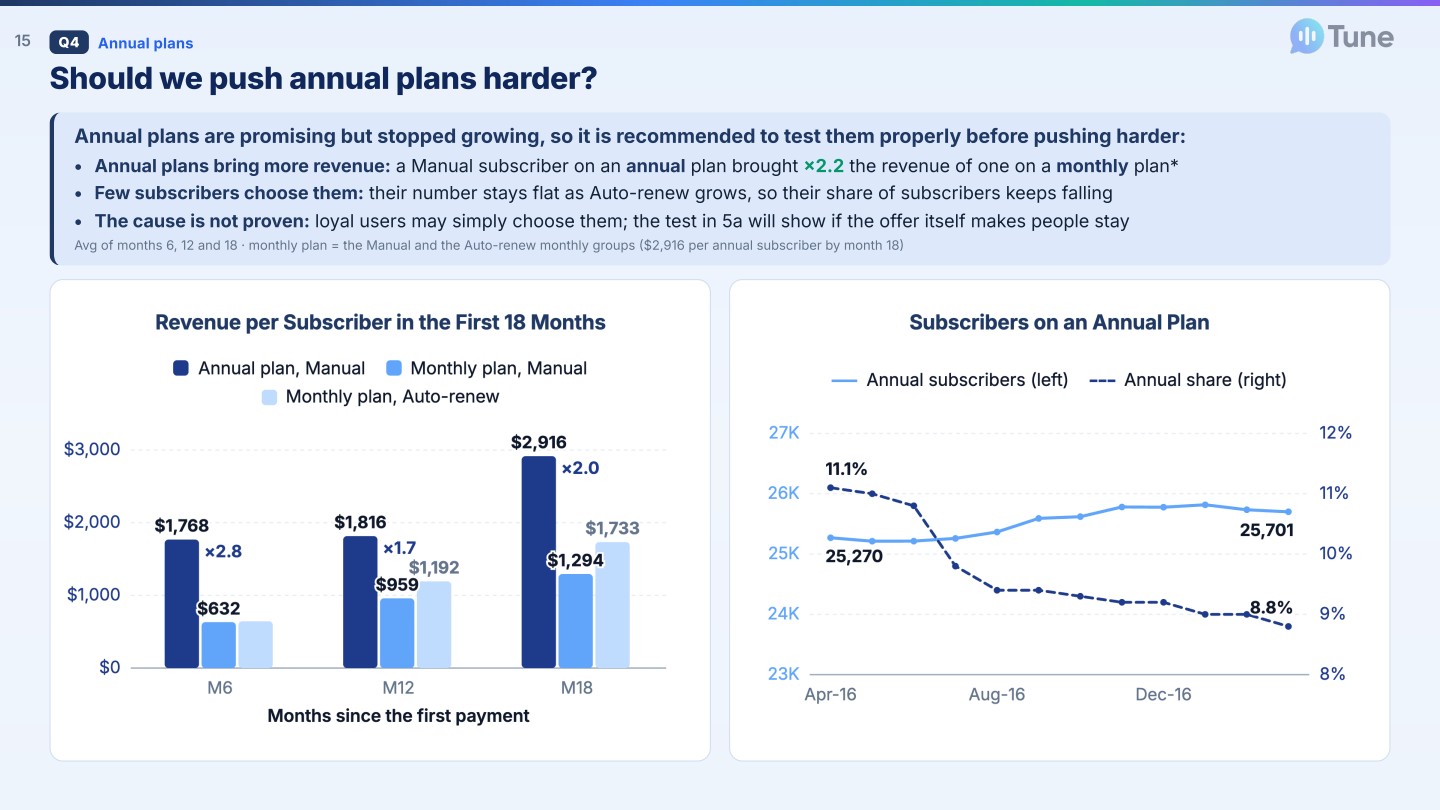 15
Q4 Annual plans
Tune
Should we push annual plans harder?
Annual plans are promising but stopped growing, so it is recommended to test them properly before pushing harder:
• Annual plans bring more revenue: a Manual subscriber on an annual plan brought ×2.2 the revenue of one on a monthly plan*
• Few subscribers choose them: their number stays flat as Auto-renew grows, so their share of subscribers keeps falling
• The cause is not proven: loyal users may simply choose them; the test in 5a will show if the offer itself makes people stay
Avg of months 6, 12 and 18 · monthly plan = the Manual and the Auto-renew monthly groups ($2,916 per annual subscriber by month 18)
Revenue per Subscriber in the First 18 Months
Annual plan, Manual
Monthly plan, Manual
Monthly plan, Auto-renew
$3,000
$2,000
$1,000
$0
$1,768
×2.8
$632
$1,816
×1.7
$959
$1,192
$2,916
×2.0
$1,294
$1,733
M6
M12
M18
Months since the first payment
Subscribers on an Annual Plan
Annual subscribers (left)
Annual share (right)
27K
26K
25K
24K
23K
12%
11%
10%
9%
8%
11.1%
25,270
25,701
8.8%
Apr-16
Aug-16
Dec-16